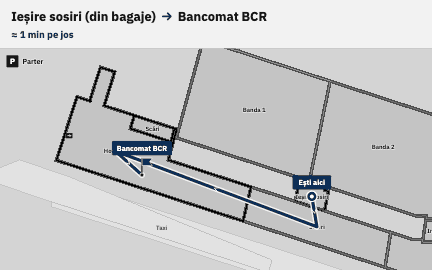 Ieșire sosiri (din bagaje) → Bancomat BCR
≈ 1 min pe jos
P Parter
Banda 1
Scări
Banda 2
Bancomat BCR
Ești aici
Taxi